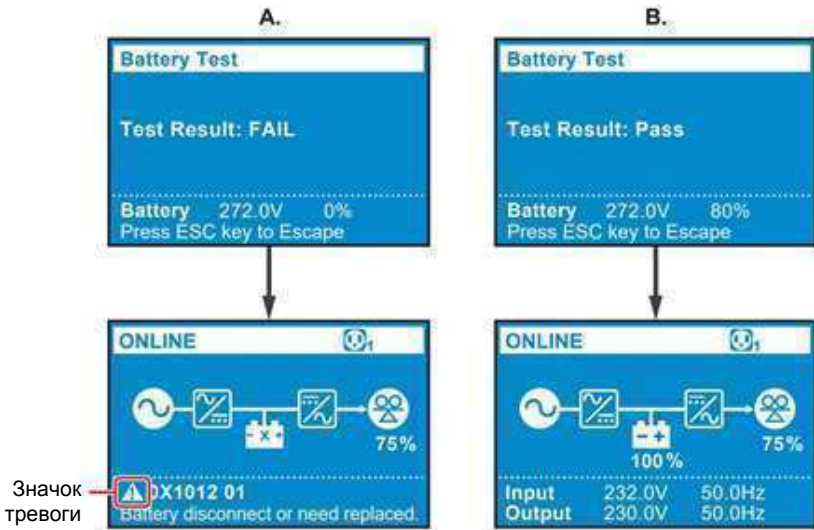 A.
Battery Test
Test Result: FAIL
Battery 272.0V 0%
Press ESC key to Escape
ONLINE 1
75%
0X1012 01
Battery disconnect or need replaced.
Значок
тревоги
B.
Battery Test
Test Result: Pass
Battery 272.0V 80%
Press ESC key to Escape
ONLINE 1
75%
100%
Input 232.0V 50.0Hz
Output 230.0V 50.0Hz